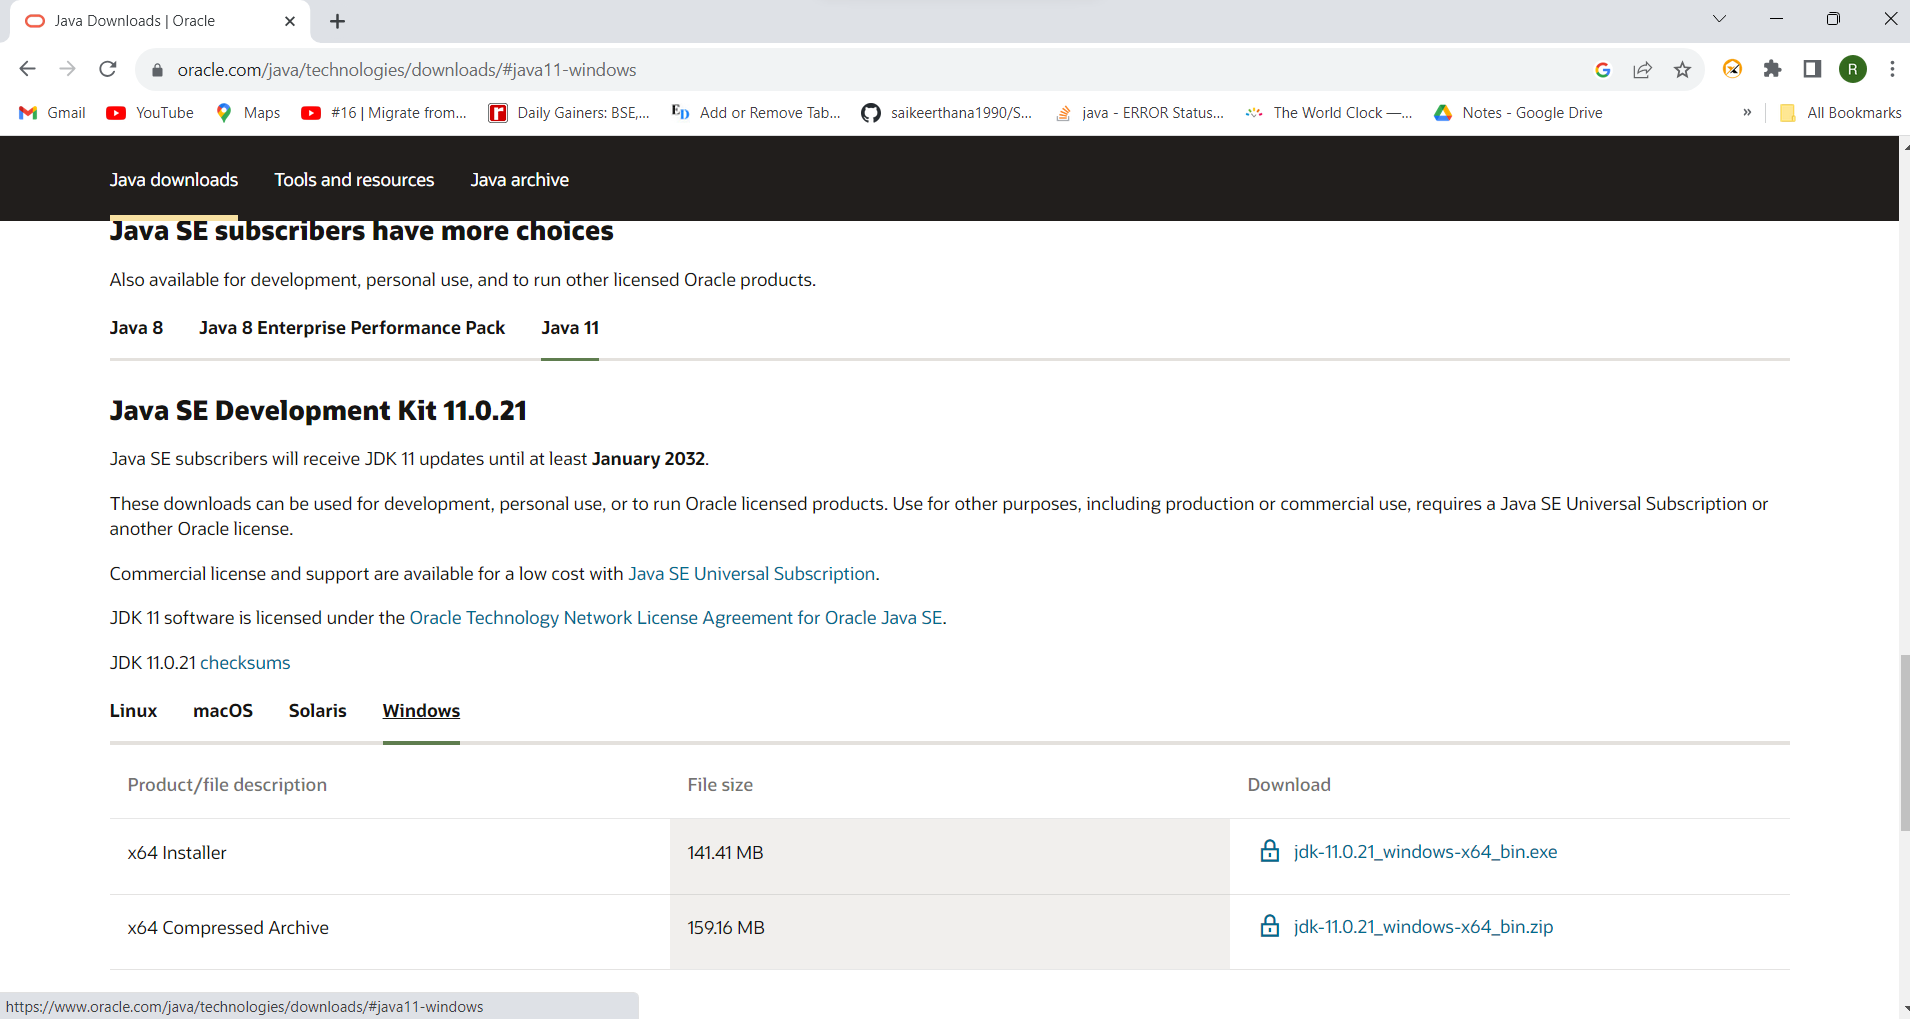 Java Downloads | Oracle
oracle.com/java/technologies/downloads/#java11-windows
R
Gmail YouTube Maps #16 | Migrate from... Daily Gainers: BSE,... Add or Remove Tab... saikeerthana1990/S... java - ERROR Status... The World Clock —... Notes - Google Drive » All Bookmarks
Java downloads Tools and resources Java archive
Java SE subscribers have more choices
Also available for development, personal use, and to run other licensed Oracle products.
Java 8 Java 8 Enterprise Performance Pack Java 11
Java SE Development Kit 11.0.21
Java SE subscribers will receive JDK 11 updates until at least January 2032.
These downloads can be used for development, personal use, or to run Oracle licensed products. Use for other purposes, including production or commercial use, requires a Java SE Universal Subscription or
another Oracle license.
Commercial license and support are available for a low cost with Java SE Universal Subscription.
JDK 11 software is licensed under the Oracle Technology Network License Agreement for Oracle Java SE.
JDK 11.0.21 checksums
Linux macOS Solaris Windows
Product/file description File size Download
x64 Installer 141.41 MB jdk-11.0.21_windows-x64_bin.exe
x64 Compressed Archive 159.16 MB jdk-11.0.21_windows-x64_bin.zip
https://www.oracle.com/java/technologies/downloads/#java11-windows